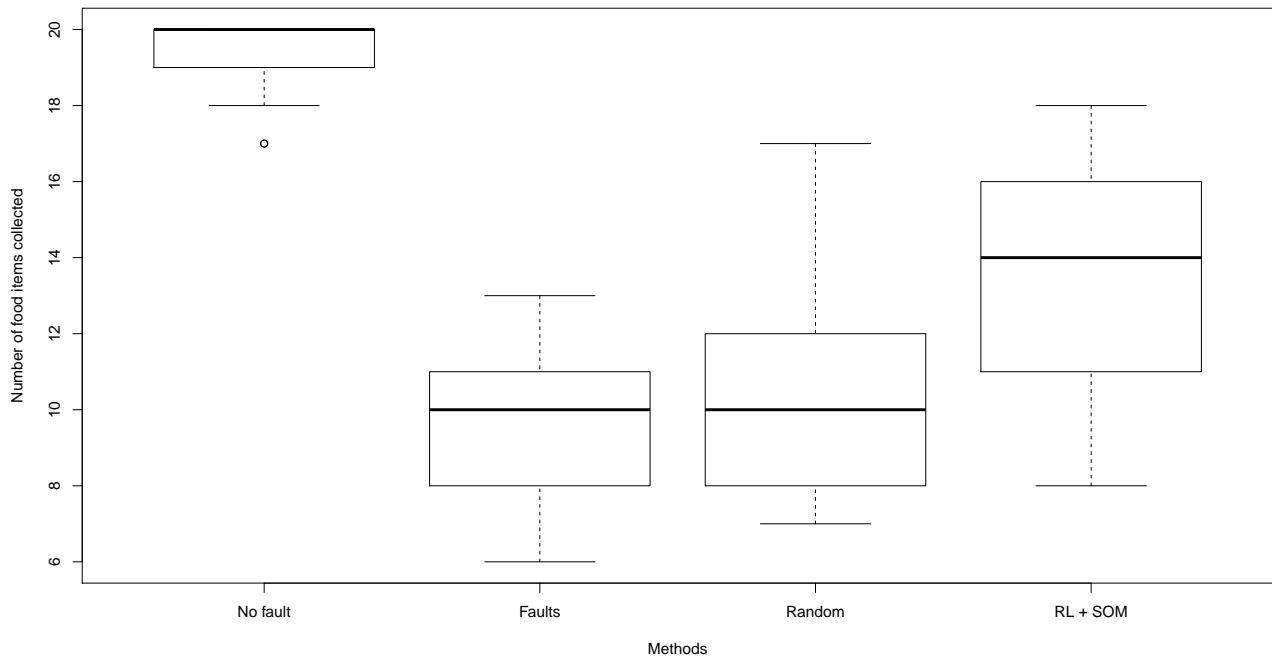 Number of food items collected
20
18
16
14
12
10
8
6
No fault
Faults
Random
RL + SOM
Methods